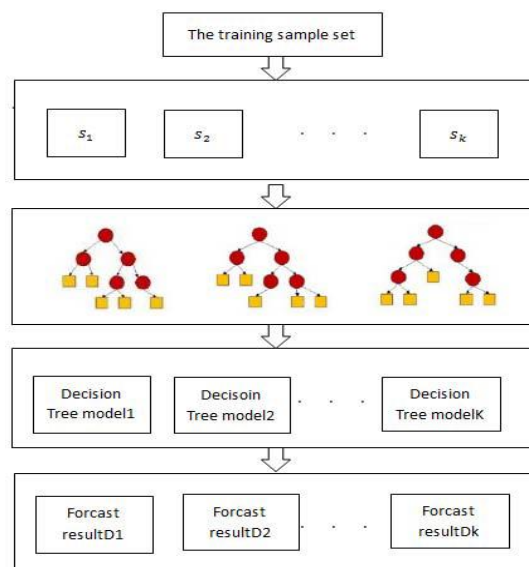 The training sample set
s₁ s₂ . . . sₖ
Decision Decisoin . . . Decision
Tree model1 Tree model2 Tree modelK
Forcast Forcast . . . Forcast
resultD1 resultD2 resultDk